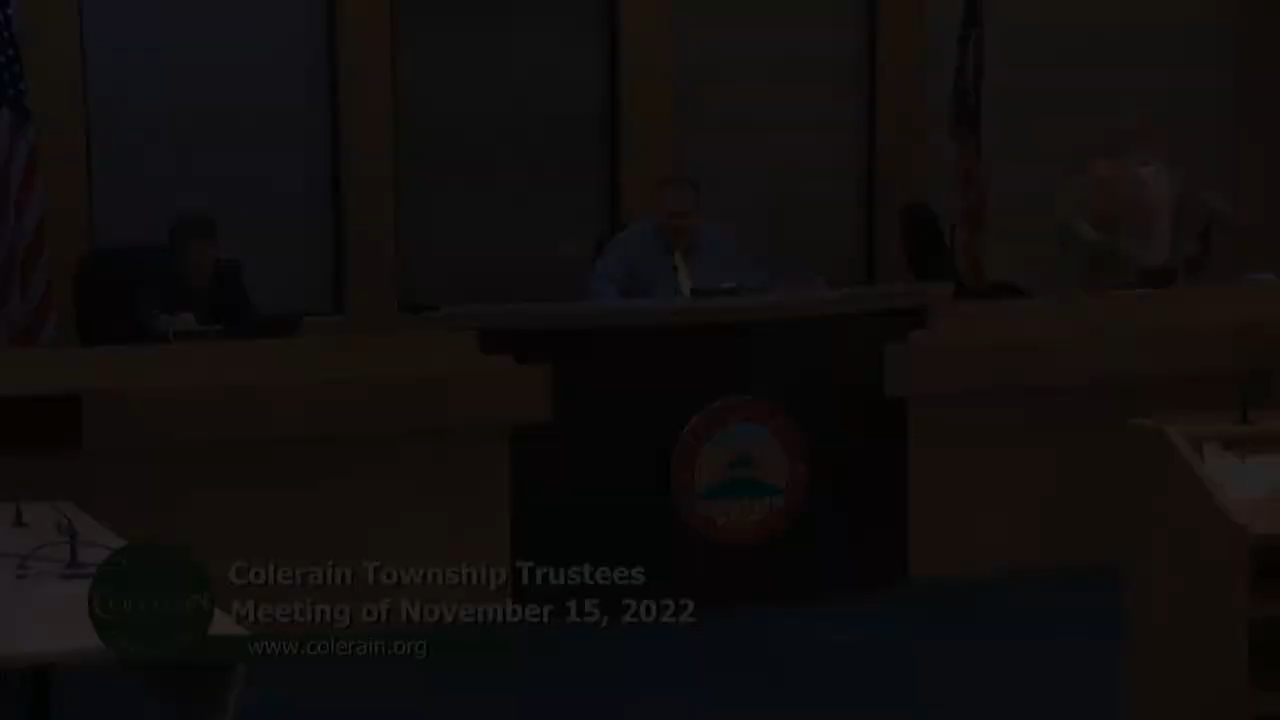 Colerain Township Trustees
Meeting of November 15, 2022
www.colerain.org